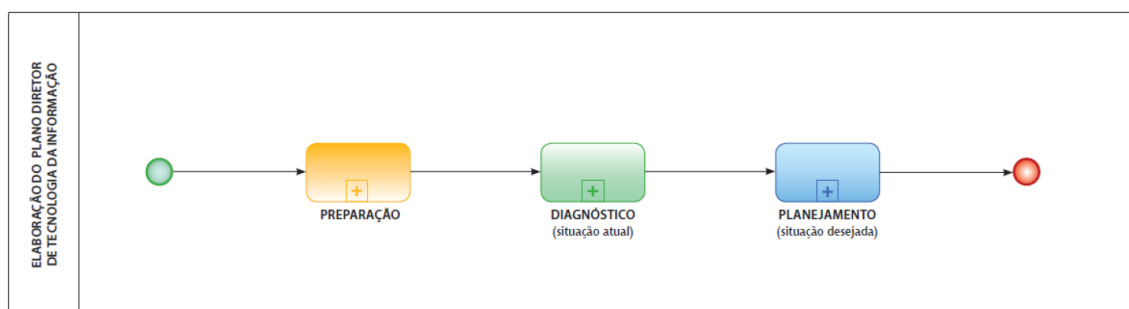 ELABORAÇÃO DO PLANO DIRETOR
DE TECNOLOGIA DA INFORMAÇÃO
PREPARAÇÃO
DIAGNÓSTICO
(situação atual)
PLANEJAMENTO
(situação desejada)